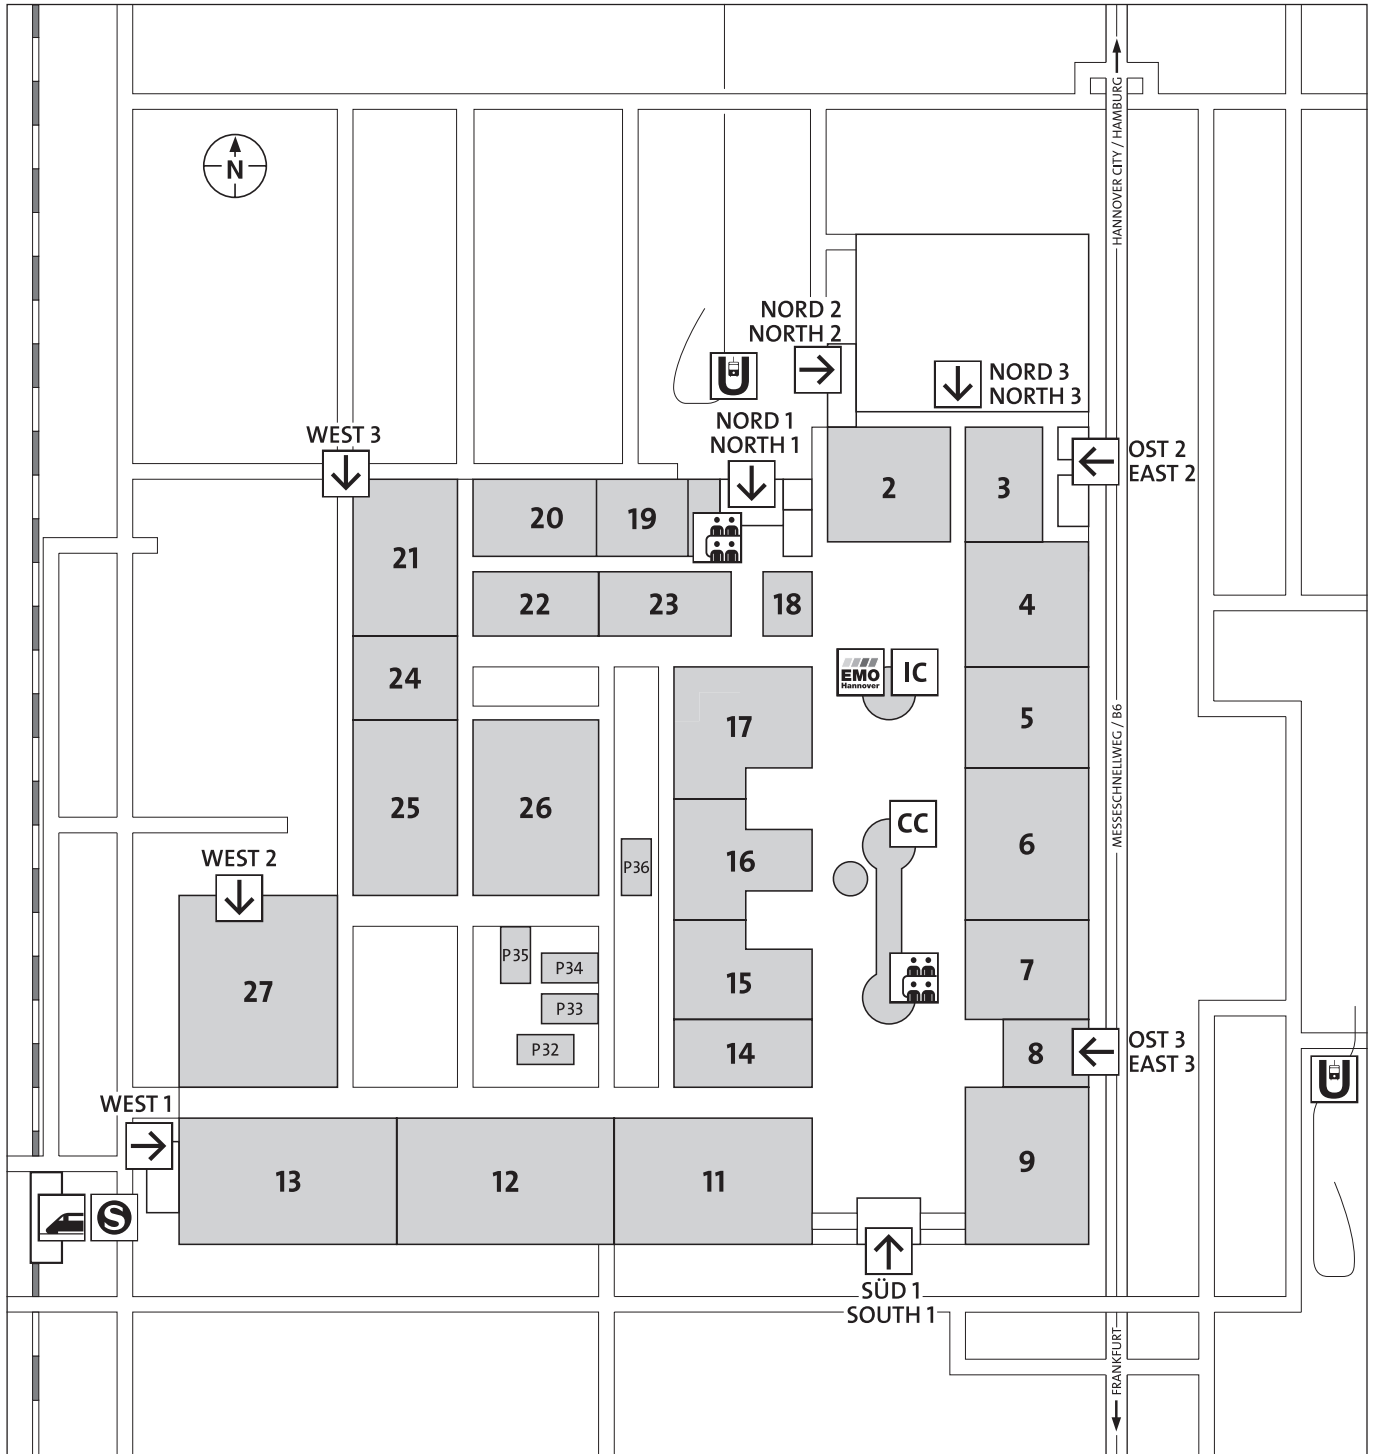 HANNOVER CITY / HAMBURG
N
NORD 2
NORTH 2
NORD 3
NORTH 3
U
NORD 1
NORTH 1
WEST 3
OST 2
EAST 2
2
3
20
19
21
22
23
18
4
24
EMO
Hannover
IC
17
5
MESSESCHNELLWEG / B6
25
26
CC
6
16
P36
WEST 2
27
P35
P34
P33
P32
15
7
14
8
OST 3
EAST 3
U
WEST 1
13
12
11
9
S
SÜD 1
SOUTH 1
FRANKFURT